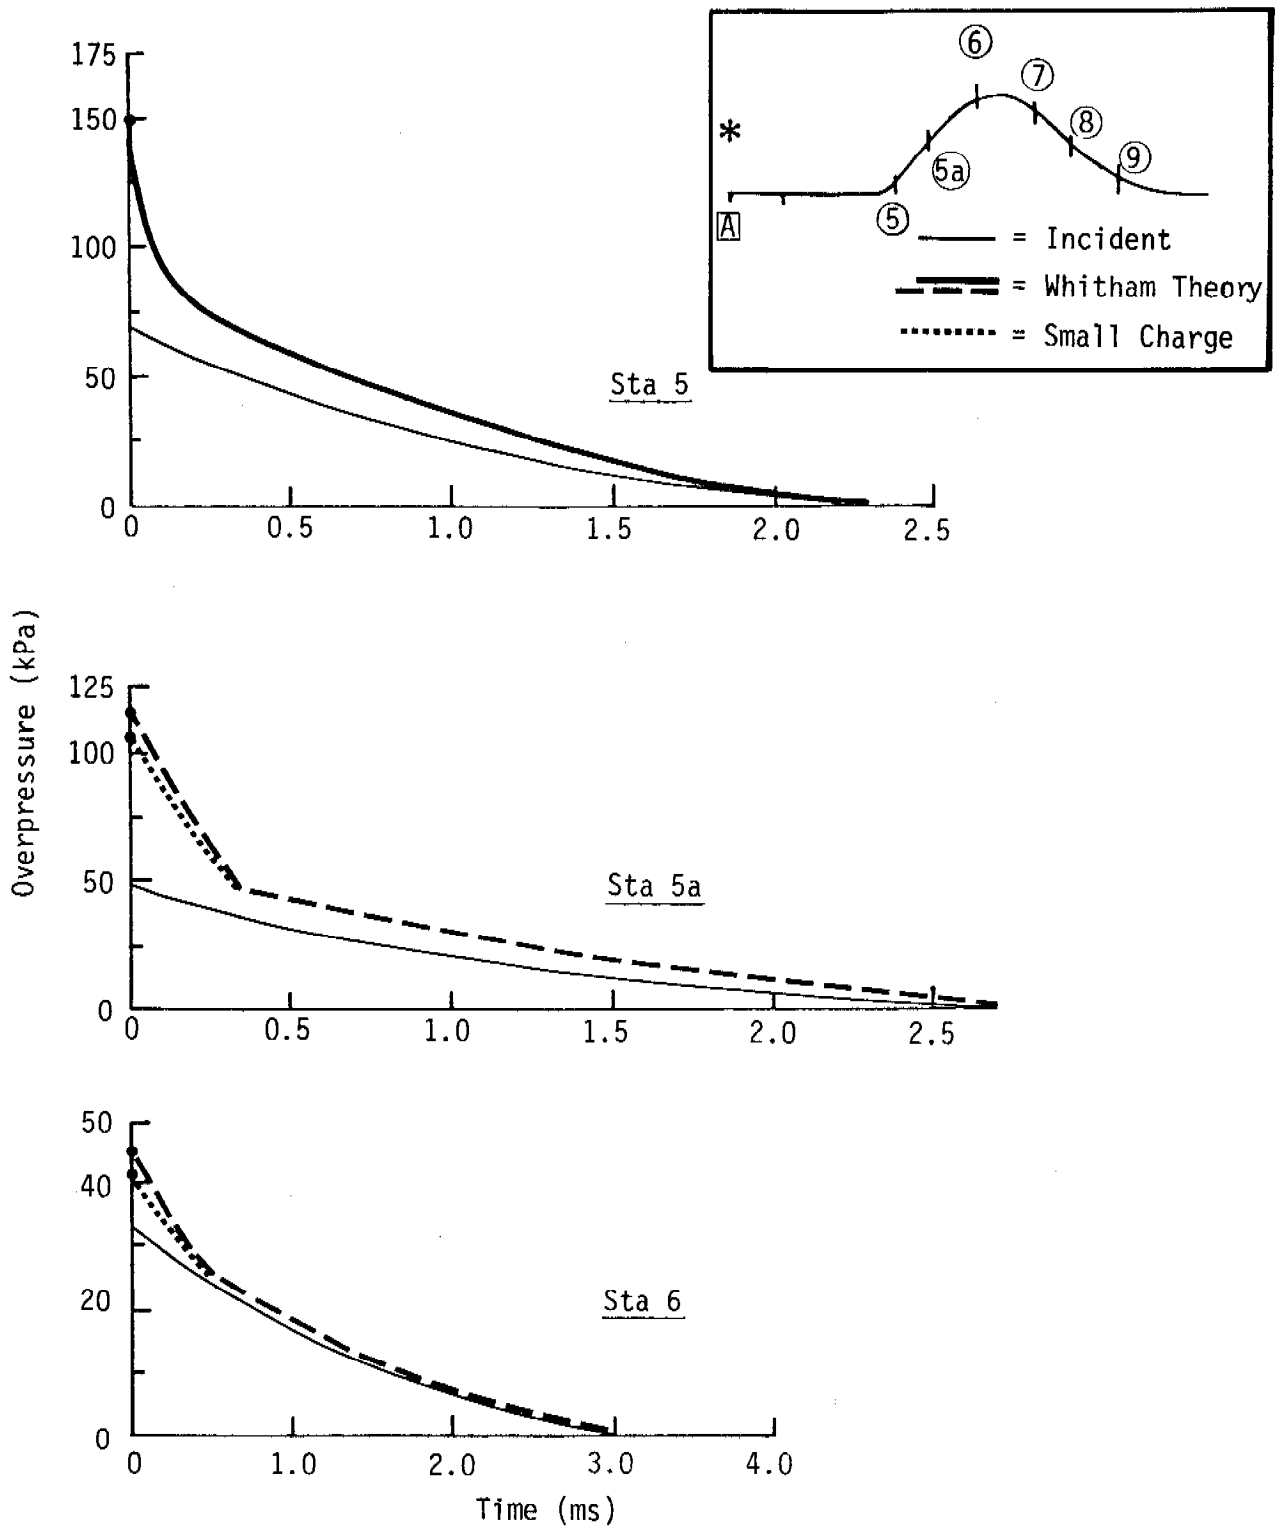 175
150
100
50
0
0 0.5 1.0 1.5 2.0 2.5
Sta 5
6
7
8
9
*
5a
5
A
= Incident
= Whitham Theory
= Small Charge
Overpressure (kPa)
125
100
50
0
0 0.5 1.0 1.5 2.0 2.5
Sta 5a
50
40
20
0
0 1.0 2.0 3.0 4.0
Sta 6
Time (ms)